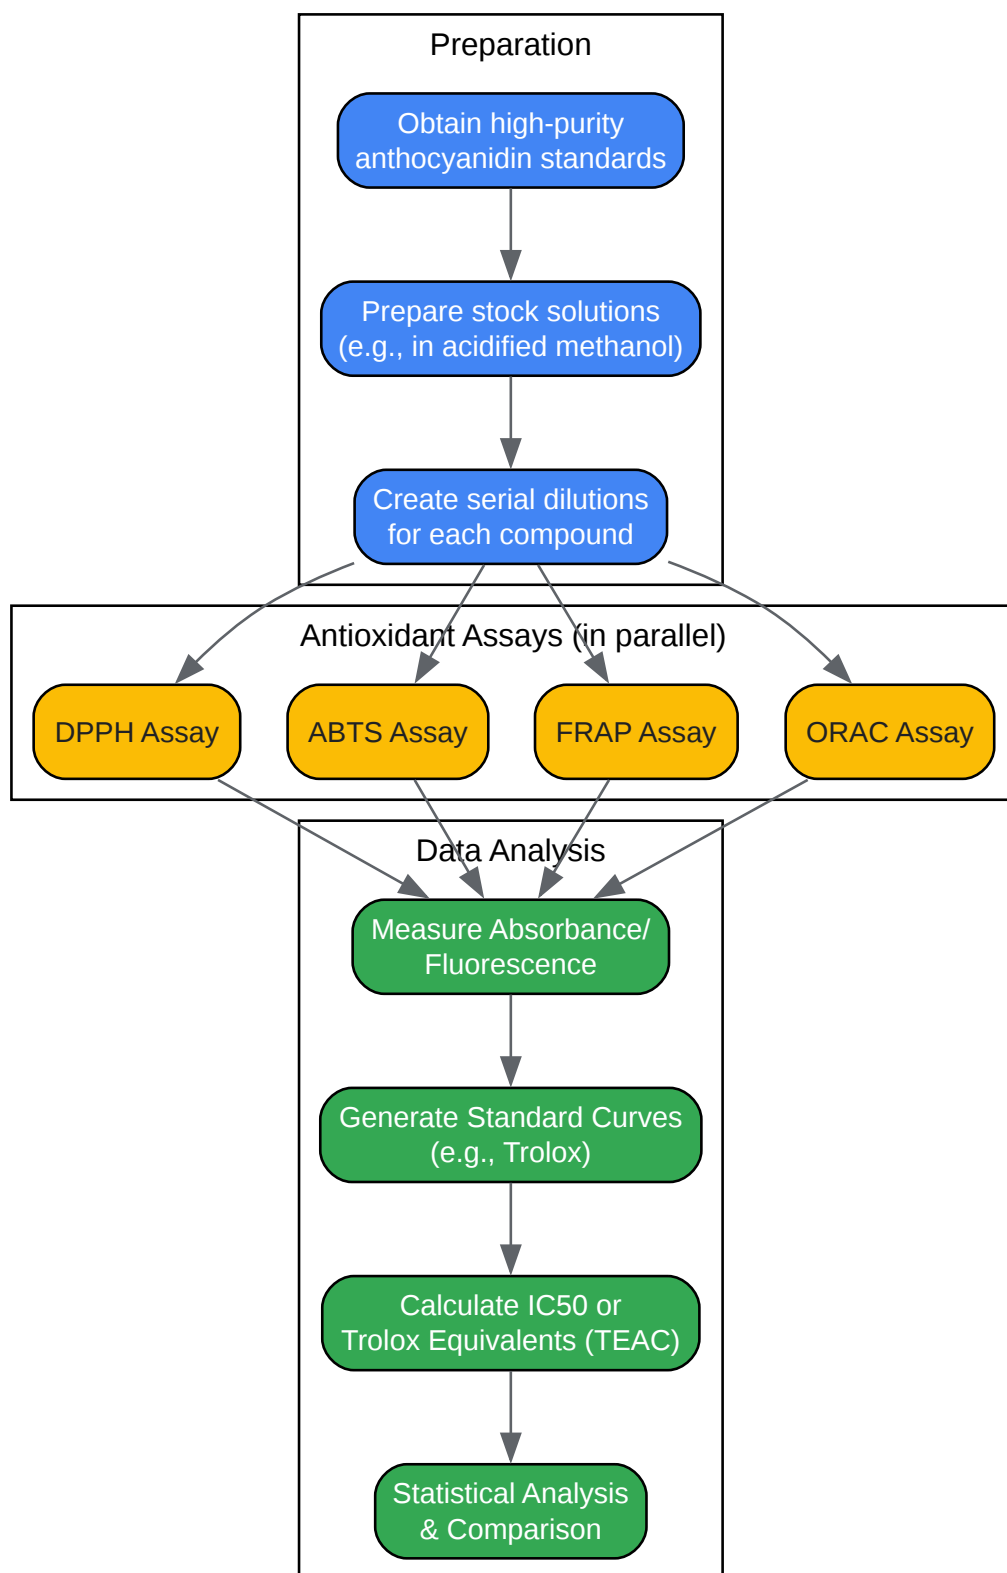 Preparation
Obtain high-purity
anthocyanidin standards
Prepare stock solutions
(e.g., in acidified methanol)
Create serial dilutions
for each compound
Antioxidant Assays (in parallel)
DPPH Assay
ABTS Assay
FRAP Assay
ORAC Assay
Data Analysis
Measure Absorbance/
Fluorescence
Generate Standard Curves
(e.g., Trolox)
Calculate IC50 or
Trolox Equivalents (TEAC)
Statistical Analysis
& Comparison